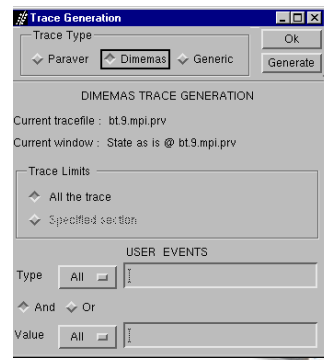 Trace Generation
Trace Type
Paraver Dimemas Generic
Ok
Generate
DIMEMAS TRACE GENERATION
Current tracefile : bt.9.mpi.prv
Current window : State as is @ bt.9.mpi.prv
Trace Limits
All the trace
Specified section
USER EVENTS
Type All
And Or
Value All